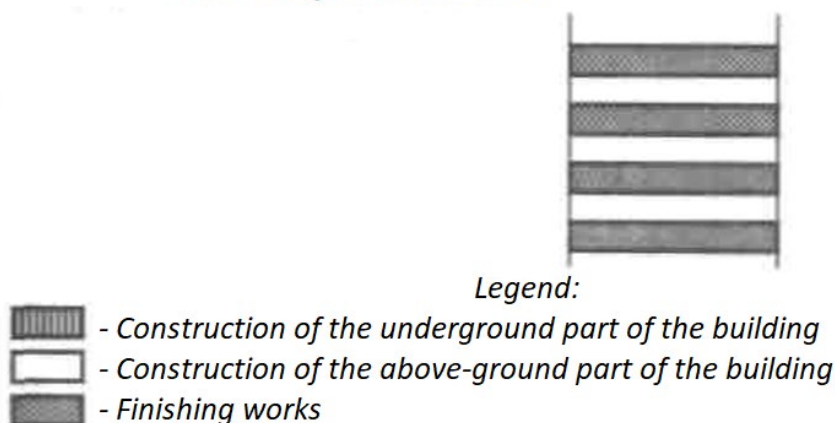 Legend:
- Construction of the underground part of the building
- Construction of the above-ground part of the building
- Finishing works